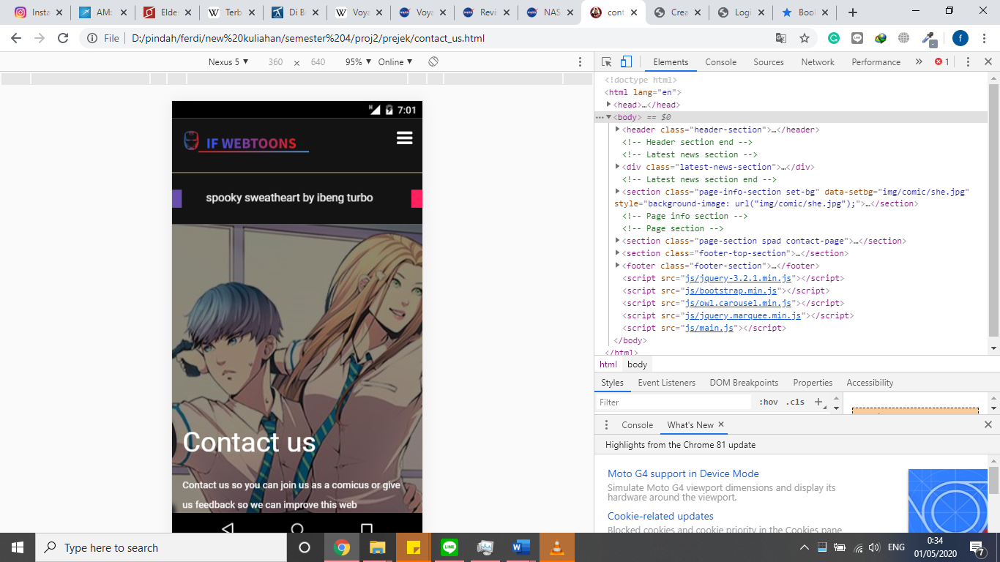 Insta
AMs
Elde
Terb
Di B
Voya
Voya
Revi
NAS
cont
Crea
Logi
Bool
File
D:/pindah/ferdi/new%20kuliahan/semester%204/proj2/prejek/contact_us.html
f
Nexus 5 ▼ 360 × 640 95% ▼ Online ▼
Elements Console Sources Network Performance » 1
7:01
IF WEBTOONS
spooky sweatheart by ibeng turbo
Contact us
Contact us so you can join us as a comicus or give
us feedback so we can improve this web
<!doctype html>
<html lang="en">
<head>…</head>
<body> == $0
<header class="header-section">…</header>
<!-- Header section end -->
<!-- Latest news section -->
<div class="latest-news-section">…</div>
<!-- Latest news section end -->
<section class="page-info-section set-bg" data-setbg="img/comic/she.jpg"
style="background-image: url("img/comic/she.jpg");">…</section>
<!-- Page info section -->
<!-- Page section -->
<section class="page-section spad contact-page">…</section>
<section class="footer-top-section">…</section>
<footer class="footer-section">…</footer>
<script src="js/jquery-3.2.1.min.js"></script>
<script src="js/bootstrap.min.js"></script>
<script src="js/owl.carousel.min.js"></script>
<script src="js/jquery.marquee.min.js"></script>
<script src="js/main.js"></script>
</body>
</html>
html body
Styles Event Listeners DOM Breakpoints Properties Accessibility
Filter :hov .cls +
Console What's New ×
Highlights from the Chrome 81 update
Moto G4 support in Device Mode
Simulate Moto G4 viewport dimensions and display its
hardware around the viewport.
Cookie-related updates
Blocked cookies and cookie priority in the Cookies pane
Type here to search
ENG
0:34
01/05/2020
7